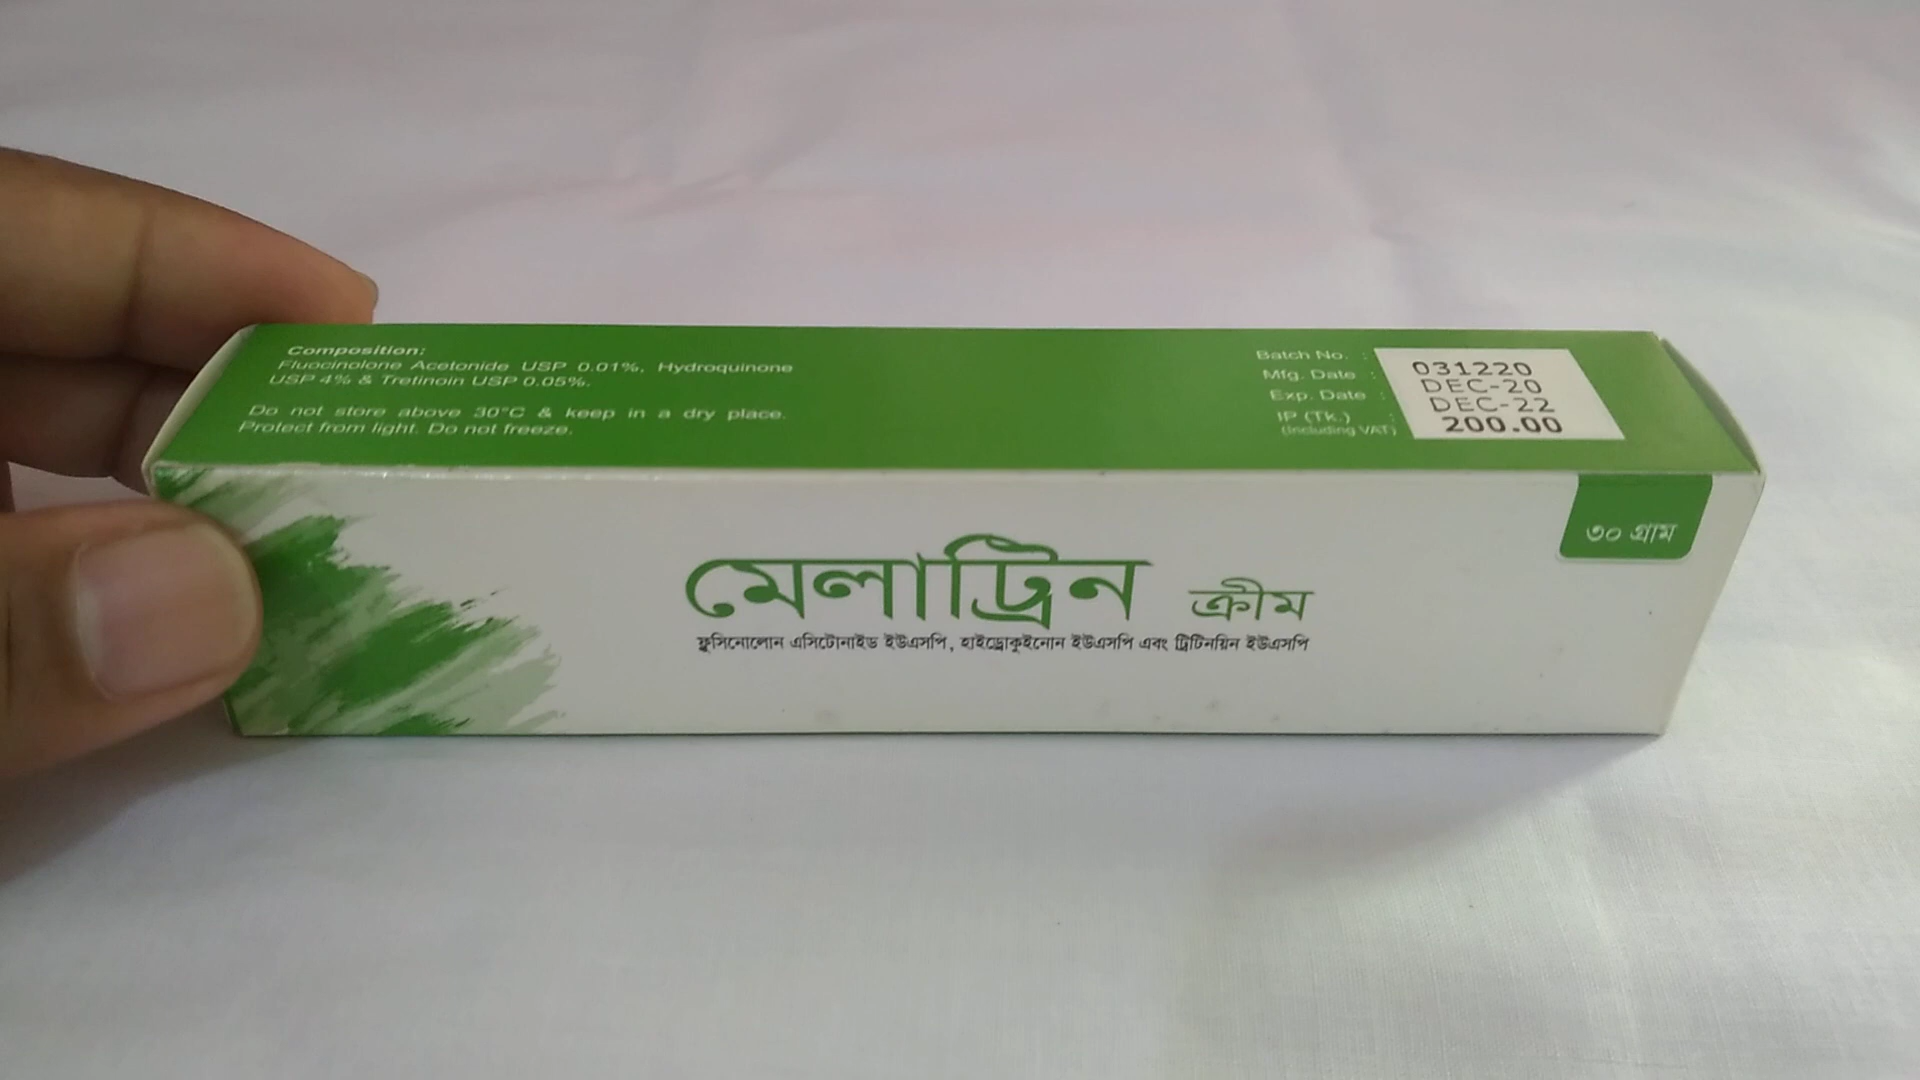 Composition:
Fluocinolone Acetonide USP 0.01%, Hydroquinone
USP 4% & Tretinoin USP 0.05%.
Do not store above 30°C & keep in a dry place.
Protect from light. Do not freeze.
Batch No. : 031220
Mfg. Date : DEC-20
Exp. Date : DEC-22
IP (Tk.) : 200.00
(Including VAT)
৩০ গ্রাম
মেলাট্রিন ক্রীম
ফ্লুসিনোলোন এসিটোনাইড ইউএসপি, হাইড্রোকুইনোন ইউএসপি এবং ট্রিটিনয়িন ইউএসপি